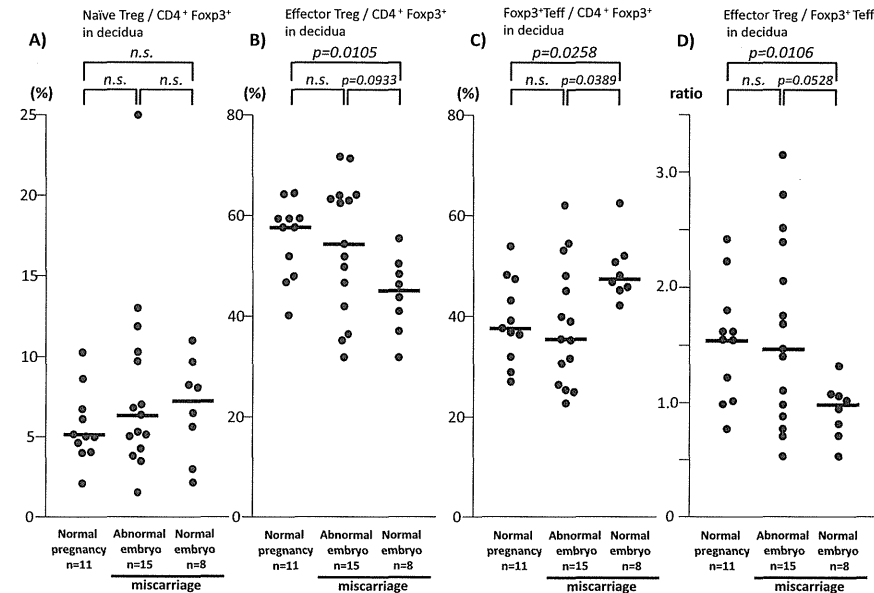 A)
Naïve Treg / CD4⁺ Foxp3⁺
in decidua
n.s.
n.s. n.s.
(%)
25
20
15
10
5
0
Normal pregnancy n=11
Abnormal embryo n=15
Normal embryo n=8
miscarriage
B)
Effector Treg / CD4⁺ Foxp3⁺
in decidua
p=0.0105
n.s. p=0.0933
(%)
80
60
40
20
0
Normal pregnancy n=11
Abnormal embryo n=15
Normal embryo n=8
miscarriage
C)
Foxp3⁺Teff / CD4⁺ Foxp3⁺
in decidua
p=0.0258
n.s. p=0.0389
(%)
80
60
40
20
0
Normal pregnancy n=11
Abnormal embryo n=15
Normal embryo n=8
miscarriage
D)
Effector Treg / Foxp3⁺ Teff
in decidua
p=0.0106
n.s. p=0.0528
ratio
3.0
2.0
1.0
0
Normal pregnancy n=11
Abnormal embryo n=15
Normal embryo n=8
miscarriage